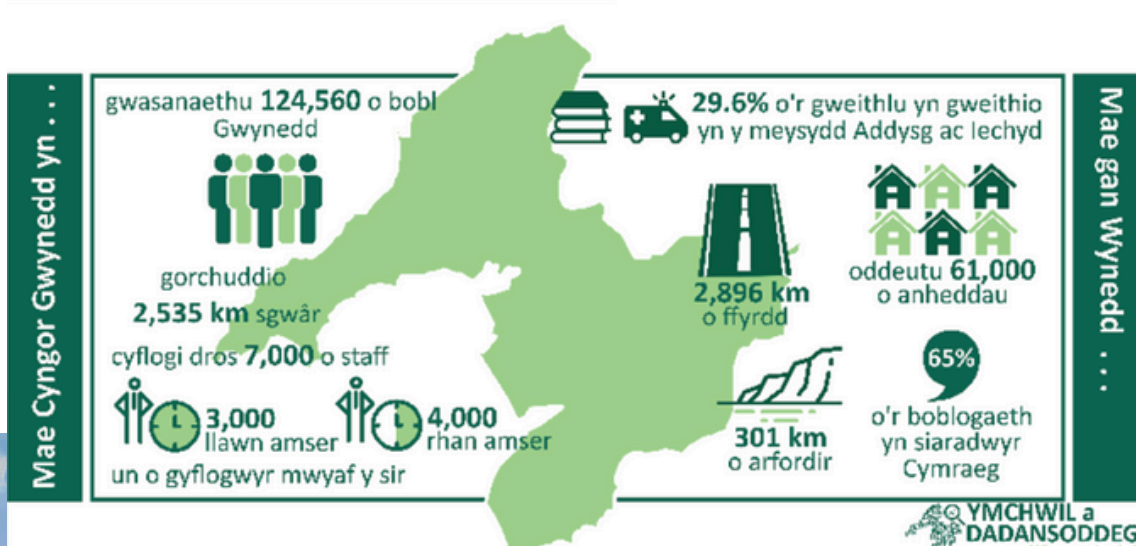 Mae Cyngor Gwynedd yn . . .
gwasanaethu 124,560 o bobl
Gwynedd
gorchuddio
2,535 km sgwâr
cyflogi dros 7,000 o staff
3,000
llawn amser
4,000
rhan amser
un o gyflogwyr mwyaf y sir
Mae gan Wynedd . . .
29.6% o'r gweithlu yn gweithio
yn y meysydd Addysg ac Iechyd
2,896 km
o ffyrdd
oddeutu 61,000
o anheddau
301 km
o arfordir
65%
o'r boblogaeth
yn siaradwyr
Cymraeg
YMCHWIL a
DADANSODDEG